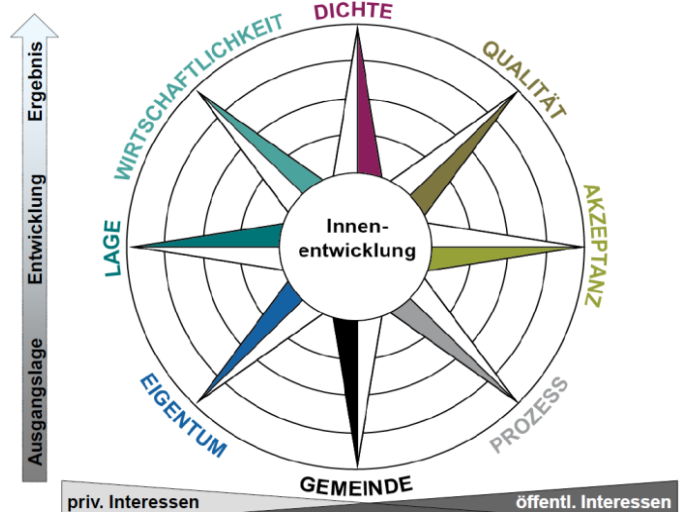 DICHTE
QUALITÄT
AKZEPTANZ
PROZESS
GEMEINDE
EIGENTUM
LAGE
WIRTSCHAFTLICHKEIT
Innen-
entwicklung
Ergebnis
Entwicklung
Ausgangslage
priv. Interessen
öffentl. Interessen